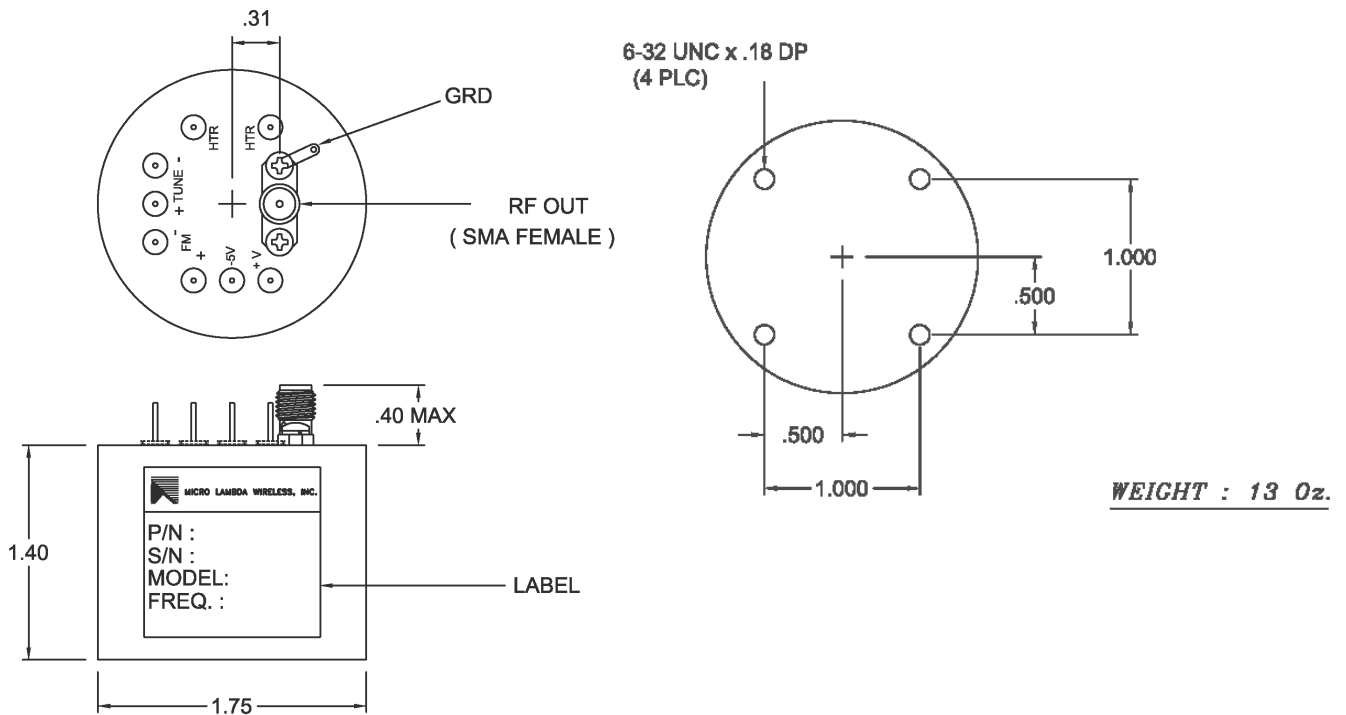 .31
GRD
HTR
HTR
TUNE
-
+
RF OUT
( SMA FEMALE )
-
FM
+
-5V
+ V
6-32 UNC x .18 DP
(4 PLC)
1.000
.500
.500
1.000
.40 MAX
MICRO LAMBDA WIRELESS, INC.
P/N :
S/N :
MODEL:
FREQ. :
LABEL
1.40
1.75
WEIGHT : 13 Oz.